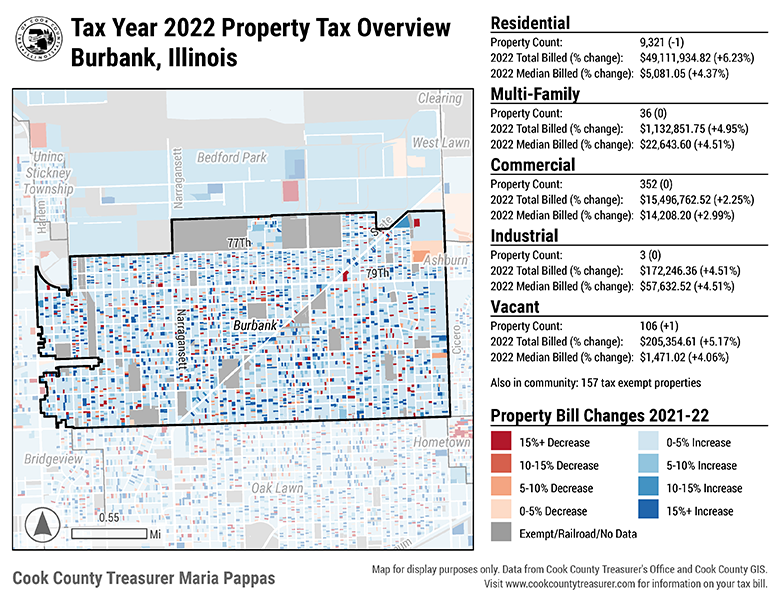 Tax Year 2022 Property Tax Overview
Burbank, Illinois
Clearing
West Lawn
Bedford Park
Uninc
Stickney
Township
Narragansett
Harlem
State
77Th
79Th
Ashburn
Burbank
Narragansett
Cicero
Hometown
Bridgeview
Oak Lawn
0.55
Mi
Cook County Treasurer Maria Pappas
Residential
Property Count: 9,321 (-1)
2022 Total Billed (% change): $49,111,934.82 (+6.23%)
2022 Median Billed (% change): $5,081.05 (+4.37%)
Multi-Family
Property Count: 36 (0)
2022 Total Billed (% change): $1,132,851.75 (+4.95%)
2022 Median Billed (% change): $22,643.60 (+4.51%)
Commercial
Property Count: 352 (0)
2022 Total Billed (% change): $15,496,762.52 (+2.25%)
2022 Median Billed (% change): $14,208.20 (+2.99%)
Industrial
Property Count: 3 (0)
2022 Total Billed (% change): $172,246.36 (+4.51%)
2022 Median Billed (% change): $57,632.52 (+4.51%)
Vacant
Property Count: 106 (+1)
2022 Total Billed (% change): $205,354.61 (+5.17%)
2022 Median Billed (% change): $1,471.02 (+4.06%)
Also in community: 157 tax exempt properties
Property Bill Changes 2021-22
15%+ Decrease
10-15% Decrease
5-10% Decrease
0-5% Decrease
Exempt/Railroad/No Data
0-5% Increase
5-10% Increase
10-15% Increase
15%+ Increase
Map for display purposes only. Data from Cook County Treasurer's Office and Cook County GIS.
Visit www.cookcountytreasurer.com for information on your tax bill.